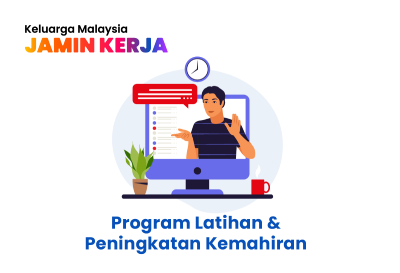 Keluarga Malaysia
JAMIN KERJA
Program Latihan &
Peningkatan Kemahiran